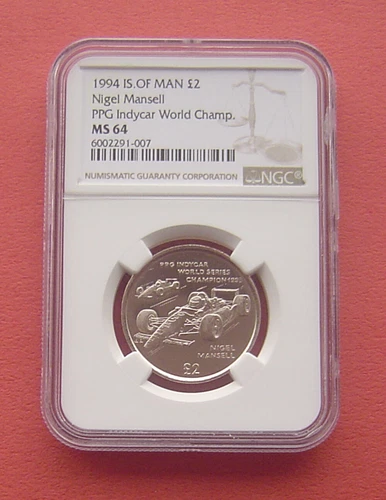 1994 IS.OF MAN £2
Nigel Mansell
PPG Indycar World Champ.
MS 64
6002291-007
NUMISMATIC GUARANTY CORPORATION
NGC®
PPG INDYCAR
WORLD SERIES
CHAMPION 1993
NIGEL
MANSELL
£2